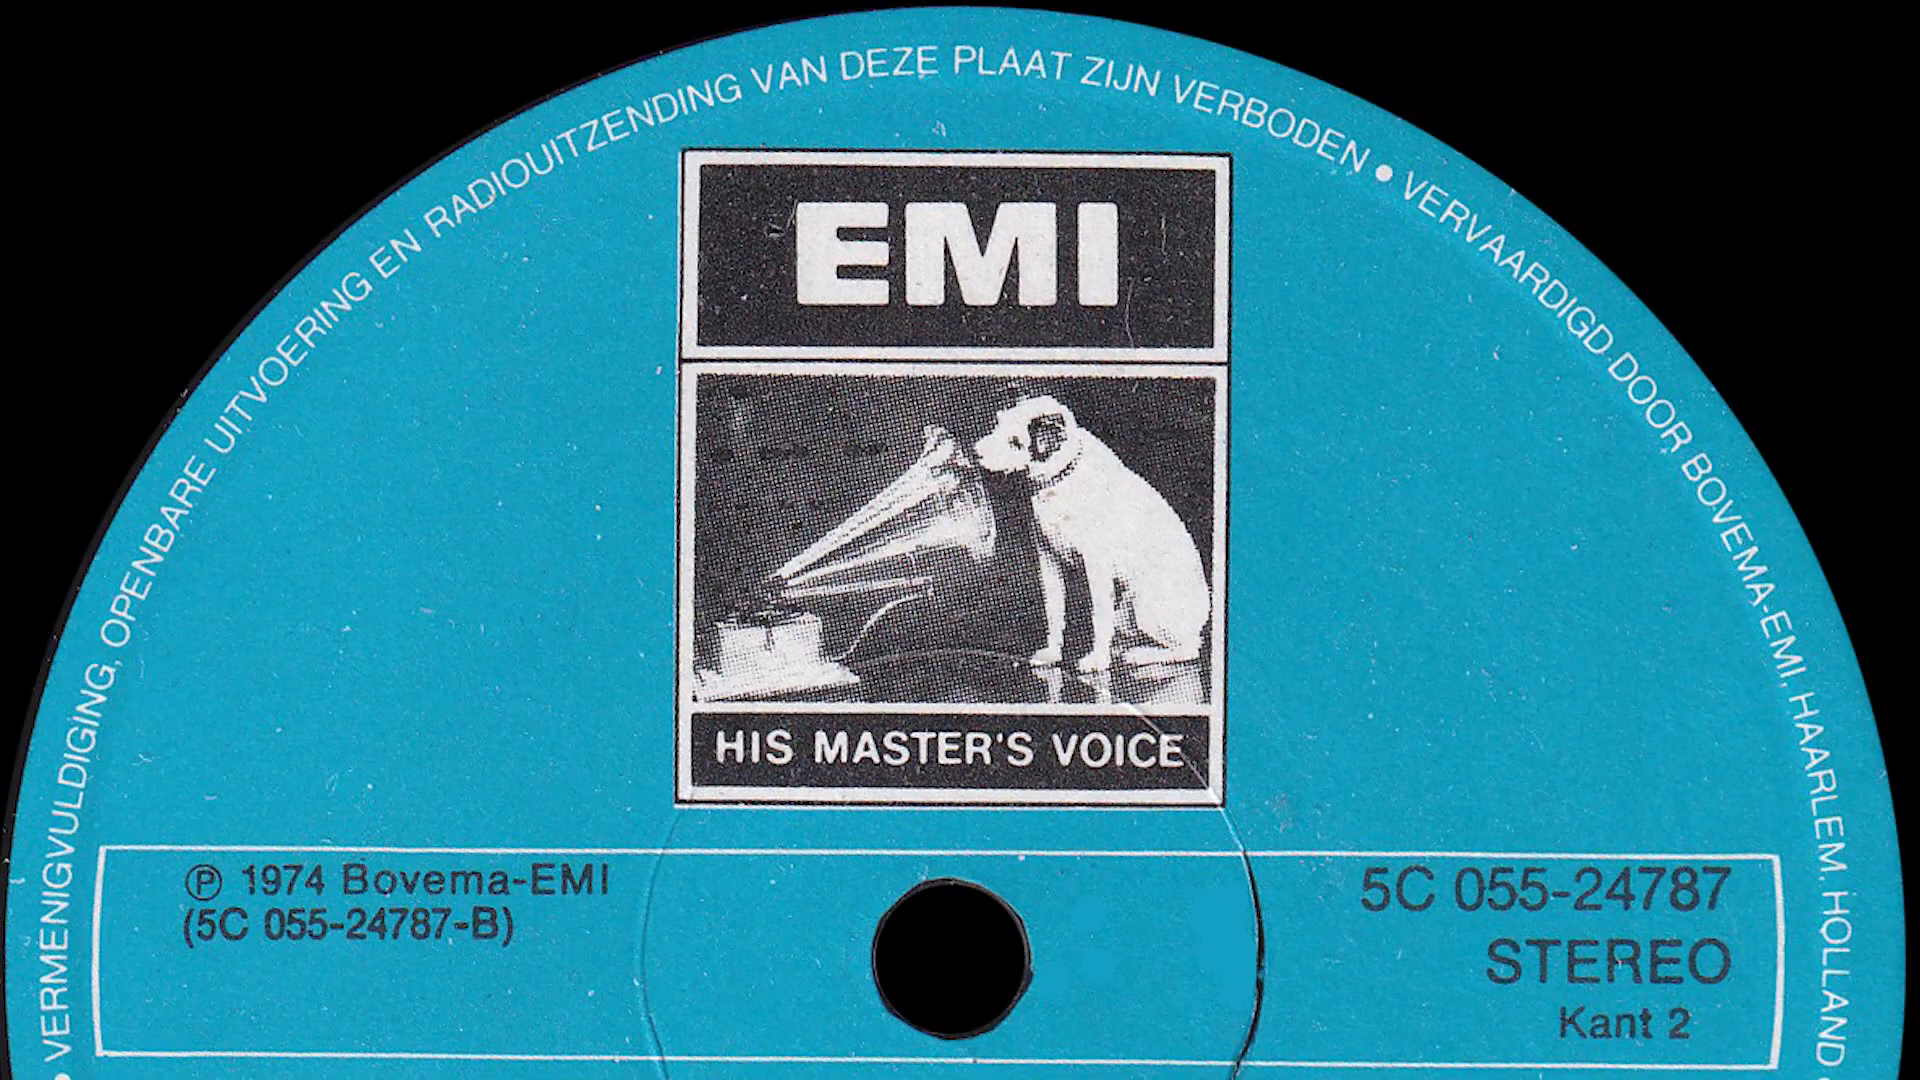 • VERMENIGVULDIGING, OPENBARE UITVOERING EN RADIOUITZENDING VAN DEZE PLAAT ZIJN VERBODEN • VERVAARDIGD DOOR BOVEMA-EMI, HAARLEM, HOLLAND
EMI
HIS MASTER'S VOICE
℗ 1974 Bovema-EMI
(5C 055-24787-B)
5C 055-24787
STEREO
Kant 2